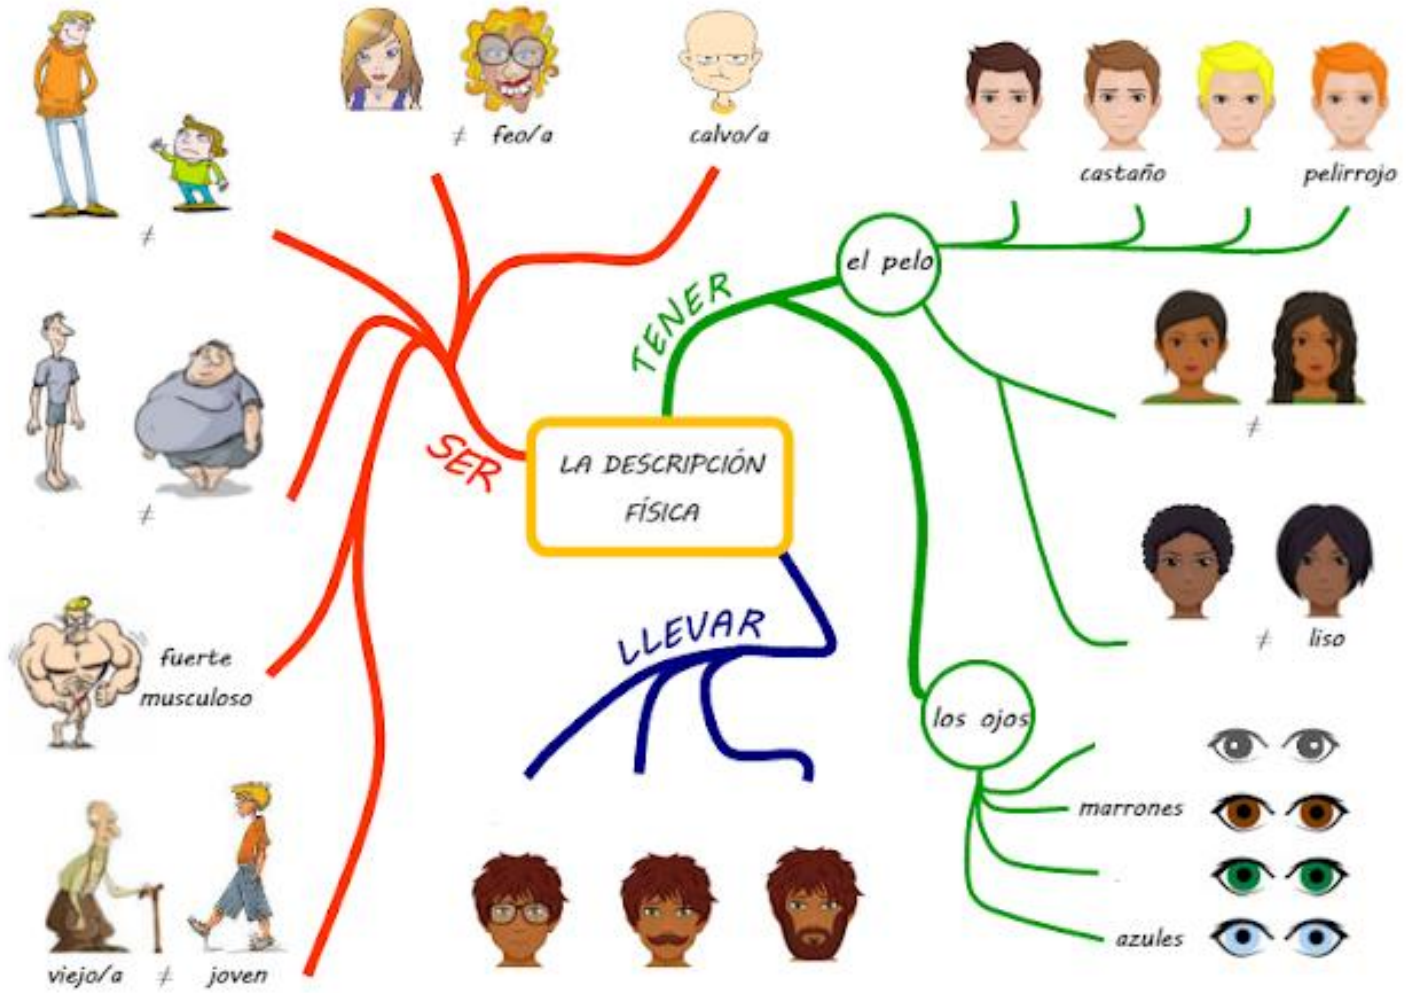 ≠ feo/a
calvo/a
castaño
pelirrojo
≠
el pelo
TENER
≠
SER
LA DESCRIPCIÓN
FÍSICA
≠
LLEVAR
≠ liso
fuerte
musculoso
los ojos
marrones
azules
viejo/a ≠ joven